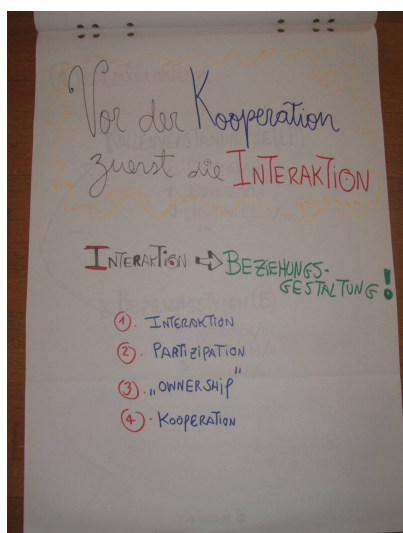 Vor der Kooperation
zuerst die INTERAKTION
INTERAKTION ⇨ BEZIEHUNGS-
GESTALTUNG!
1. INTERAKTION
2. PARTIZIPATION
3. „OWNERSHIP"
4. KOOPERATION